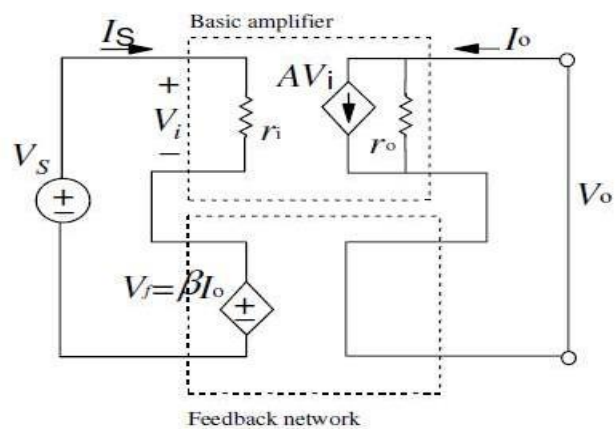 Basic amplifier
IS
Io
+
Vi
−
ri
AVi
ro
VS
Vo
Vf=βIo
Feedback network